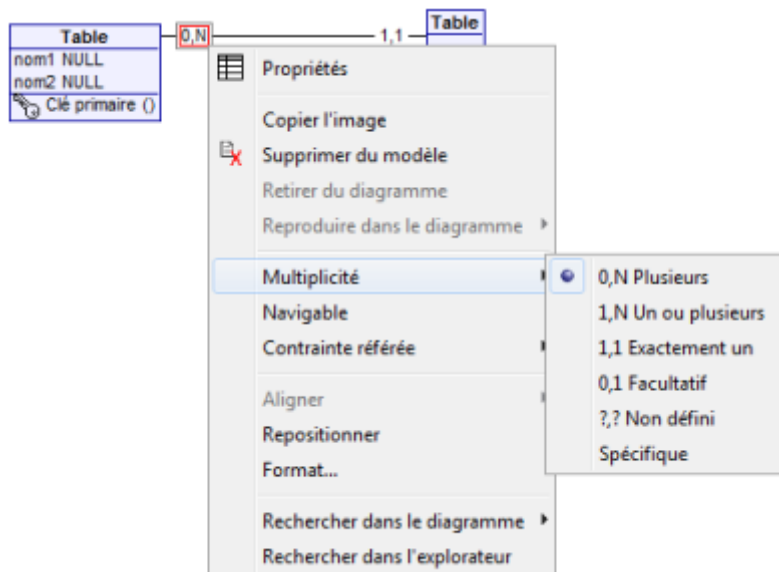 Table
0,N
1,1
Table
nom1 NULL
nom2 NULL
Clé primaire ()
Propriétés
Copier l'image
Supprimer du modèle
Retirer du diagramme
Reproduire dans le diagramme
Multiplicité
Navigable
Contrainte référée
Aligner
Repositionner
Format...
Rechercher dans le diagramme
Rechercher dans l'explorateur
0,N Plusieurs
1,N Un ou plusieurs
1,1 Exactement un
0,1 Facultatif
?,? Non défini
Spécifique